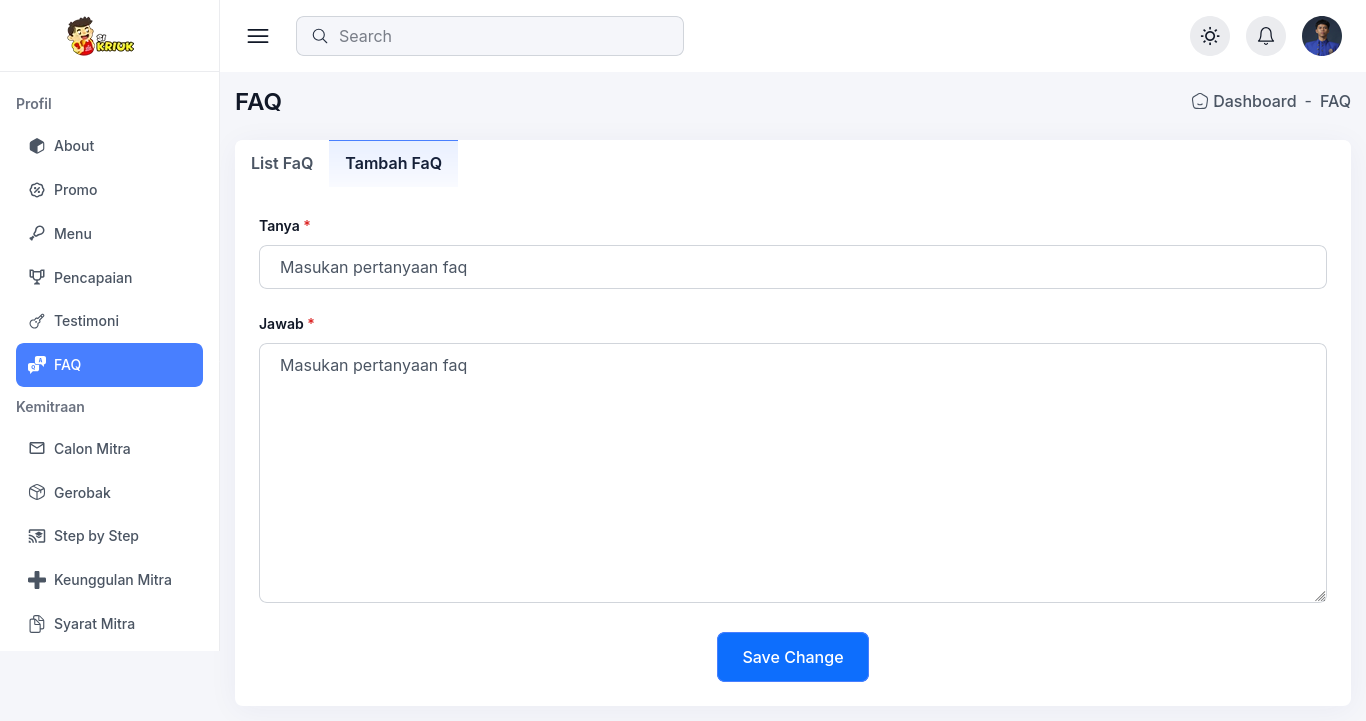 SI
KRIUK
Search
Profil
About
Promo
Menu
Pencapaian
Testimoni
FAQ
Kemitraan
Calon Mitra
Gerobak
Step by Step
Keunggulan Mitra
Syarat Mitra
FAQ
Dashboard - FAQ
List FaQ
Tambah FaQ
Tanya *
Masukan pertanyaan faq
Jawab *
Masukan pertanyaan faq
Save Change